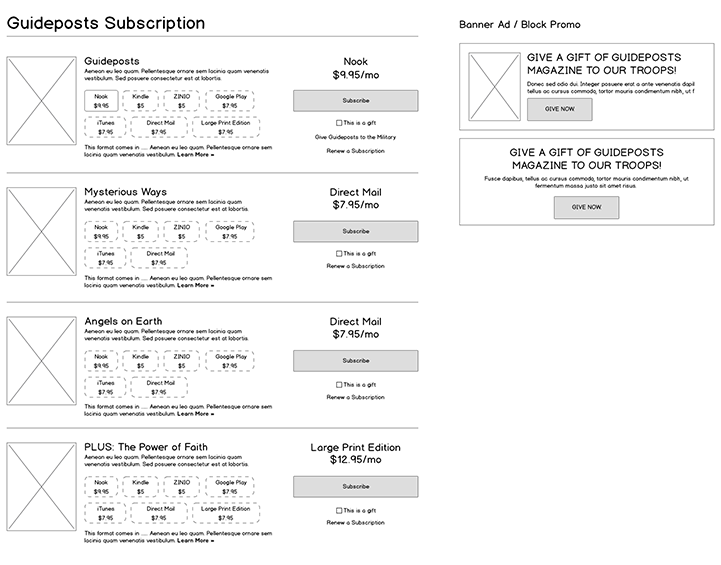 Guideposts Subscription
Guideposts
Aenean eu leo quam. Pellentesque ornare sem lacinia quam venenatis
vestibulum. Sed posuere consectetur est at lobortis.
Nook
$9.95
Kindle
$5
ZINIO
$5
Google Play
$7.95
iTunes
$7.95
Direct Mail
$7.95
Large Print Edition
$7.95
This format comes in ..... Aenean eu leo quam. Pellentesque ornare sem
lacinia quam venenatis vestibulum. Learn More »
Nook
$9.95/mo
Subscribe
This is a gift
Give Guideposts to the Military
Renew a Subscription
Mysterious Ways
Aenean eu leo quam. Pellentesque ornare sem lacinia quam
venenatis vestibulum. Sed posuere consectetur est at lobortis.
Nook
$9.95
Kindle
$5
ZINIO
$5
Google Play
$7.95
iTunes
$7.95
Direct Mail
$7.95
This format comes in ..... Aenean eu leo quam. Pellentesque ornare sem
lacinia quam venenatis vestibulum. Learn More »
Direct Mail
$7.95/mo
Subscribe
This is a gift
Renew a Subscription
Angels on Earth
Aenean eu leo quam. Pellentesque ornare sem lacinia quam
venenatis vestibulum. Sed posuere consectetur est at lobortis.
Nook
$9.95
Kindle
$5
ZINIO
$5
Google Play
$7.95
iTunes
$7.95
Direct Mail
$7.95
This format comes in ..... Aenean eu leo quam. Pellentesque ornare sem
lacinia quam venenatis vestibulum. Learn More »
Direct Mail
$7.95/mo
Subscribe
This is a gift
Renew a Subscription
PLUS: The Power of Faith
Aenean eu leo quam. Pellentesque ornare sem lacinia quam venenatis
vestibulum. Sed posuere consectetur est at lobortis.
Nook
$9.95
Kindle
$5
ZINIO
$5
Google Play
$7.95
iTunes
$7.95
Direct Mail
$7.95
Large Print Edition
$7.95
This format comes in ..... Aenean eu leo quam. Pellentesque ornare sem
lacinia quam venenatis vestibulum. Learn More »
Large Print Edition
$12.95/mo
Subscribe
This is a gift
Renew a Subscription
Banner Ad / Block Promo
GIVE A GIFT OF GUIDEPOSTS
MAGAZINE TO OUR TROOPS!
Donec sed odio dui. Integer posuere erat a ante venenatis dapil
tellus ac cursus commodo, tortor mauris condimentum nibh, ut f
GIVE NOW
GIVE A GIFT OF GUIDEPOSTS
MAGAZINE TO OUR TROOPS!
Fusce dapibus, tellus ac cursus commodo, tortor mauris condimentum nibh, ut
fermentum massa justo sit amet risus.
GIVE NOW